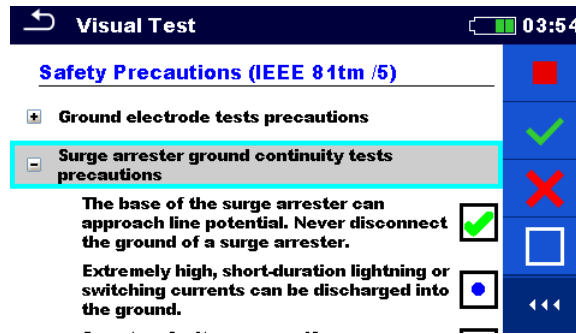 Visual Test
03:54
Safety Precautions (IEEE 81tm /5)
Ground electrode tests precautions
Surge arrester ground continuity tests
precautions
The base of the surge arrester can
approach line potential. Never disconnect
the ground of a surge arrester.
Extremely high, short-duration lightning or
switching currents can be discharged into
the ground.